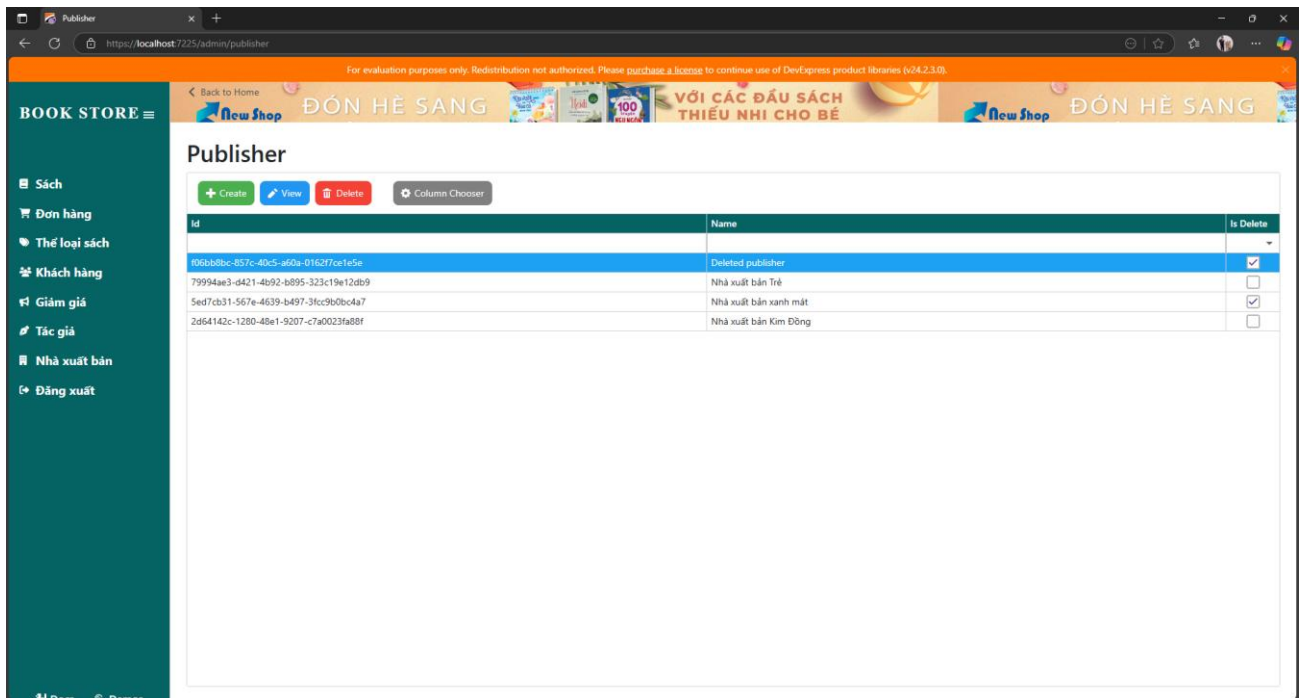 Publisher
https://localhost:7225/admin/publisher
For evaluation purposes only. Redistribution not authorized. Please purchase a license to continue use of DevExpress product libraries (v24.2.3.0).
BOOK STORE
Back to Home
New Shop
ĐÓN HÈ SANG
Heidi
100
VỚI CÁC ĐẦU SÁCH
THIẾU NHI CHO BÉ
New Shop
ĐÓN HÈ SANG
Publisher
Sách
Đơn hàng
Thể loại sách
Khách hàng
Giảm giá
Tác giả
Nhà xuất bản
Đăng xuất
Create View Delete Column Chooser
Id Name Is Delete
f06bb8bc-857c-40c5-a60a-0162f7ce1e5e Deleted publisher
79994ae3-d421-4b92-b895-323c19e12db9 Nhà xuất bản Trẻ
5ed7cb31-567e-4639-b497-3fcc9b0bc4a7 Nhà xuất bản xanh mát
2d64142c-1280-48e1-9207-c7a0023fa88f Nhà xuất bản Kim Đồng